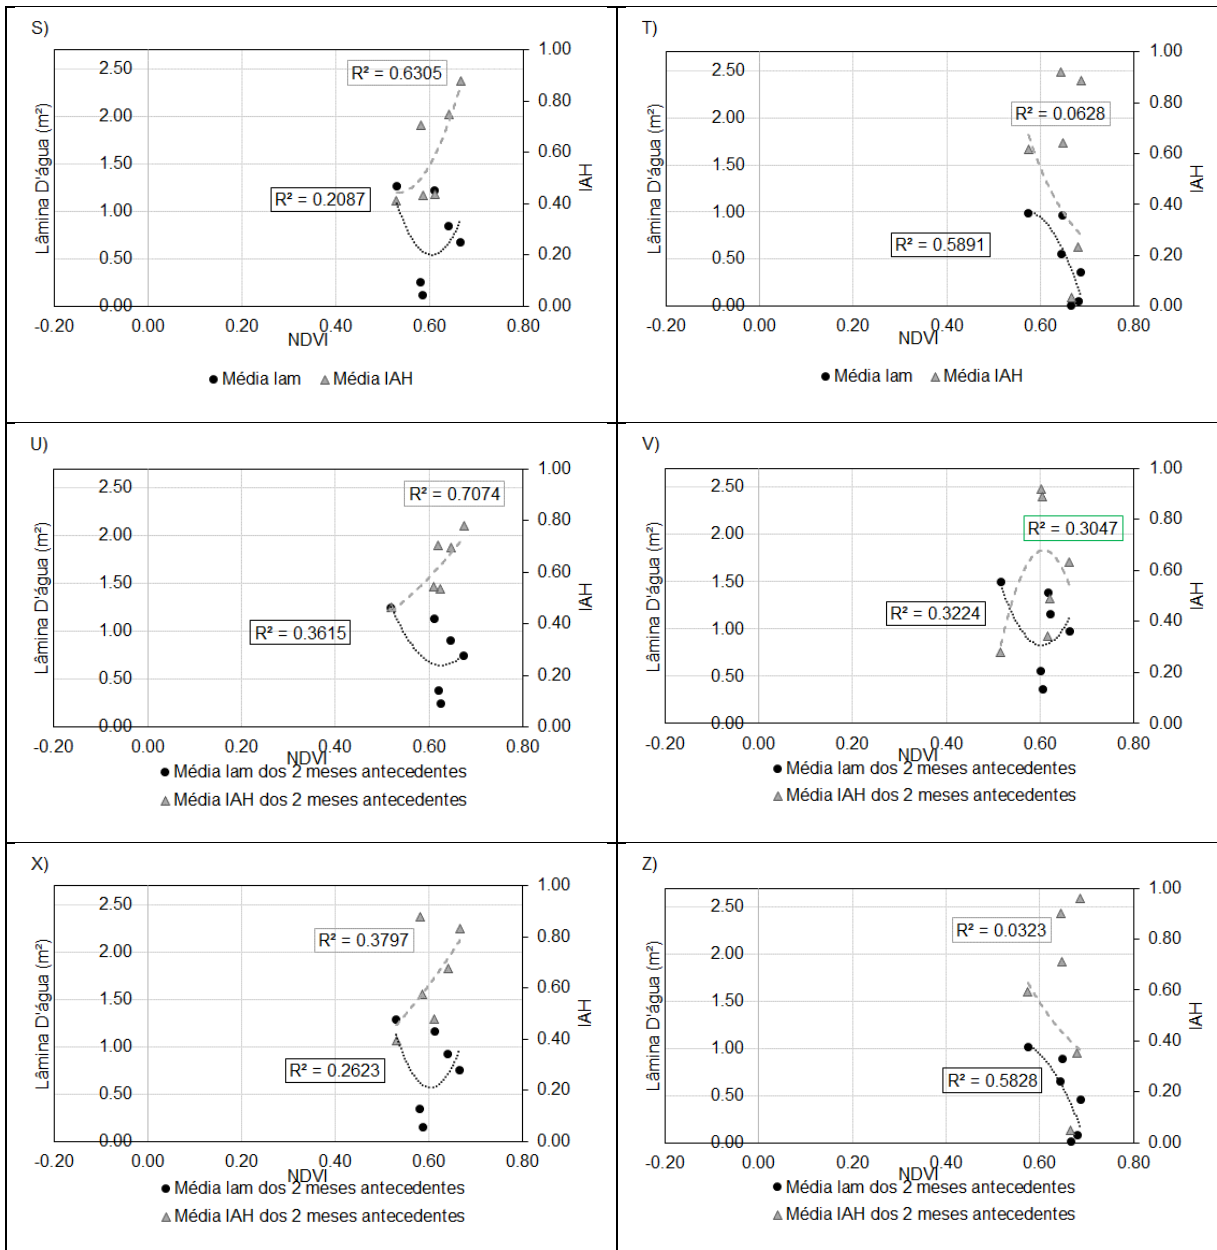 S)
2.50
2.00
1.50
1.00
0.50
0.00
1.00
0.80
0.60
0.40
0.20
0.00
-0.20 0.00 0.20 0.40 0.60 0.80
Lâmina D'água (m²)
IAH
NDVI
R² = 0.6305
R² = 0.2087
Média lam Média IAH
T)
2.50
2.00
1.50
1.00
0.50
0.00
1.00
0.80
0.60
0.40
0.20
0.00
-0.20 0.00 0.20 0.40 0.60 0.80
Lâmina D'água (m²)
IAH
NDVI
R² = 0.0628
R² = 0.5891
Média lam Média IAH
U)
2.50
2.00
1.50
1.00
0.50
0.00
1.00
0.80
0.60
0.40
0.20
0.00
-0.20 0.00 0.20 0.40 0.60 0.80
Lâmina D'água (m²)
IAH
NDVI
R² = 0.7074
R² = 0.3615
Média lam dos 2 meses antecedentes
Média IAH dos 2 meses antecedentes
V)
2.50
2.00
1.50
1.00
0.50
0.00
1.00
0.80
0.60
0.40
0.20
0.00
-0.20 0.00 0.20 0.40 0.60 0.80
Lâmina D'água (m²)
IAH
NDVI
R² = 0.3047
R² = 0.3224
Média lam dos 2 meses antecedentes
Média IAH dos 2 meses antecedentes
X)
2.50
2.00
1.50
1.00
0.50
0.00
1.00
0.80
0.60
0.40
0.20
0.00
-0.20 0.00 0.20 0.40 0.60 0.80
Lâmina D'água (m²)
IAH
NDVI
R² = 0.3797
R² = 0.2623
Média lam dos 2 meses antecedentes
Média IAH dos 2 meses antecedentes
Z)
2.50
2.00
1.50
1.00
0.50
0.00
1.00
0.80
0.60
0.40
0.20
0.00
-0.20 0.00 0.20 0.40 0.60 0.80
Lâmina D'água (m²)
IAH
NDVI
R² = 0.0323
R² = 0.5828
Média lam dos 2 meses antecedentes
Média IAH dos 2 meses antecedentes